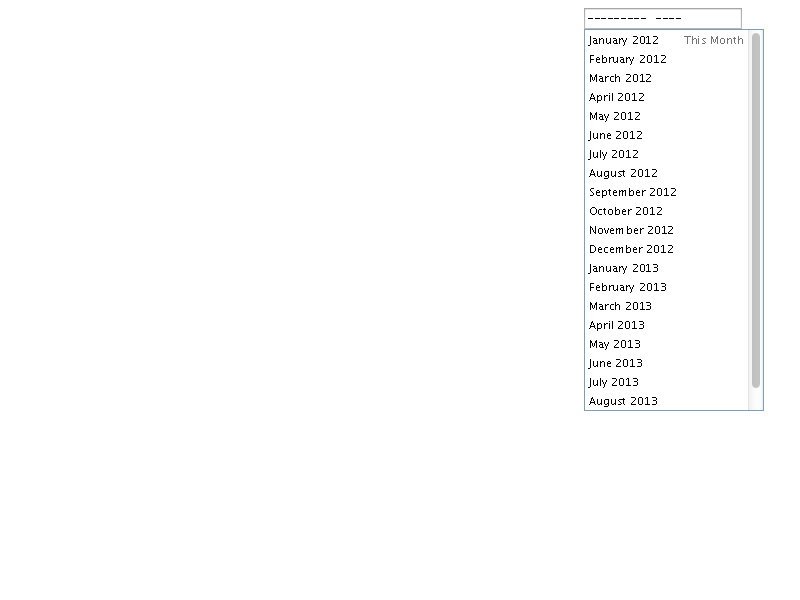 --------- ----
January 2012 This Month
February 2012
March 2012
April 2012
May 2012
June 2012
July 2012
August 2012
September 2012
October 2012
November 2012
December 2012
January 2013
February 2013
March 2013
April 2013
May 2013
June 2013
July 2013
August 2013